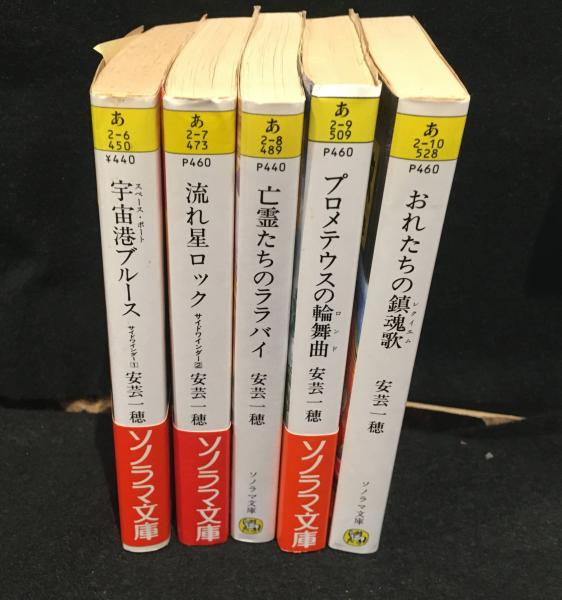 あ
2-6
450
¥440
スペース・ポート
宇宙港ブルース
サイドワインダー①
安芸一穂
ソノラマ文庫
あ
2-7
473
P460
流れ星ロック
サイドワインダー②
安芸一穂
ソノラマ文庫
あ
2-8
489
P440
亡霊たちのララバイ
安芸一穂
ソノラマ文庫
あ
2-9
509
P460
プロメテウスの輪舞曲
ロンド
安芸一穂
ソノラマ文庫
あ
2-10
528
P460
おれたちの鎮魂歌
レクイエム
安芸一穂
ソノラマ文庫